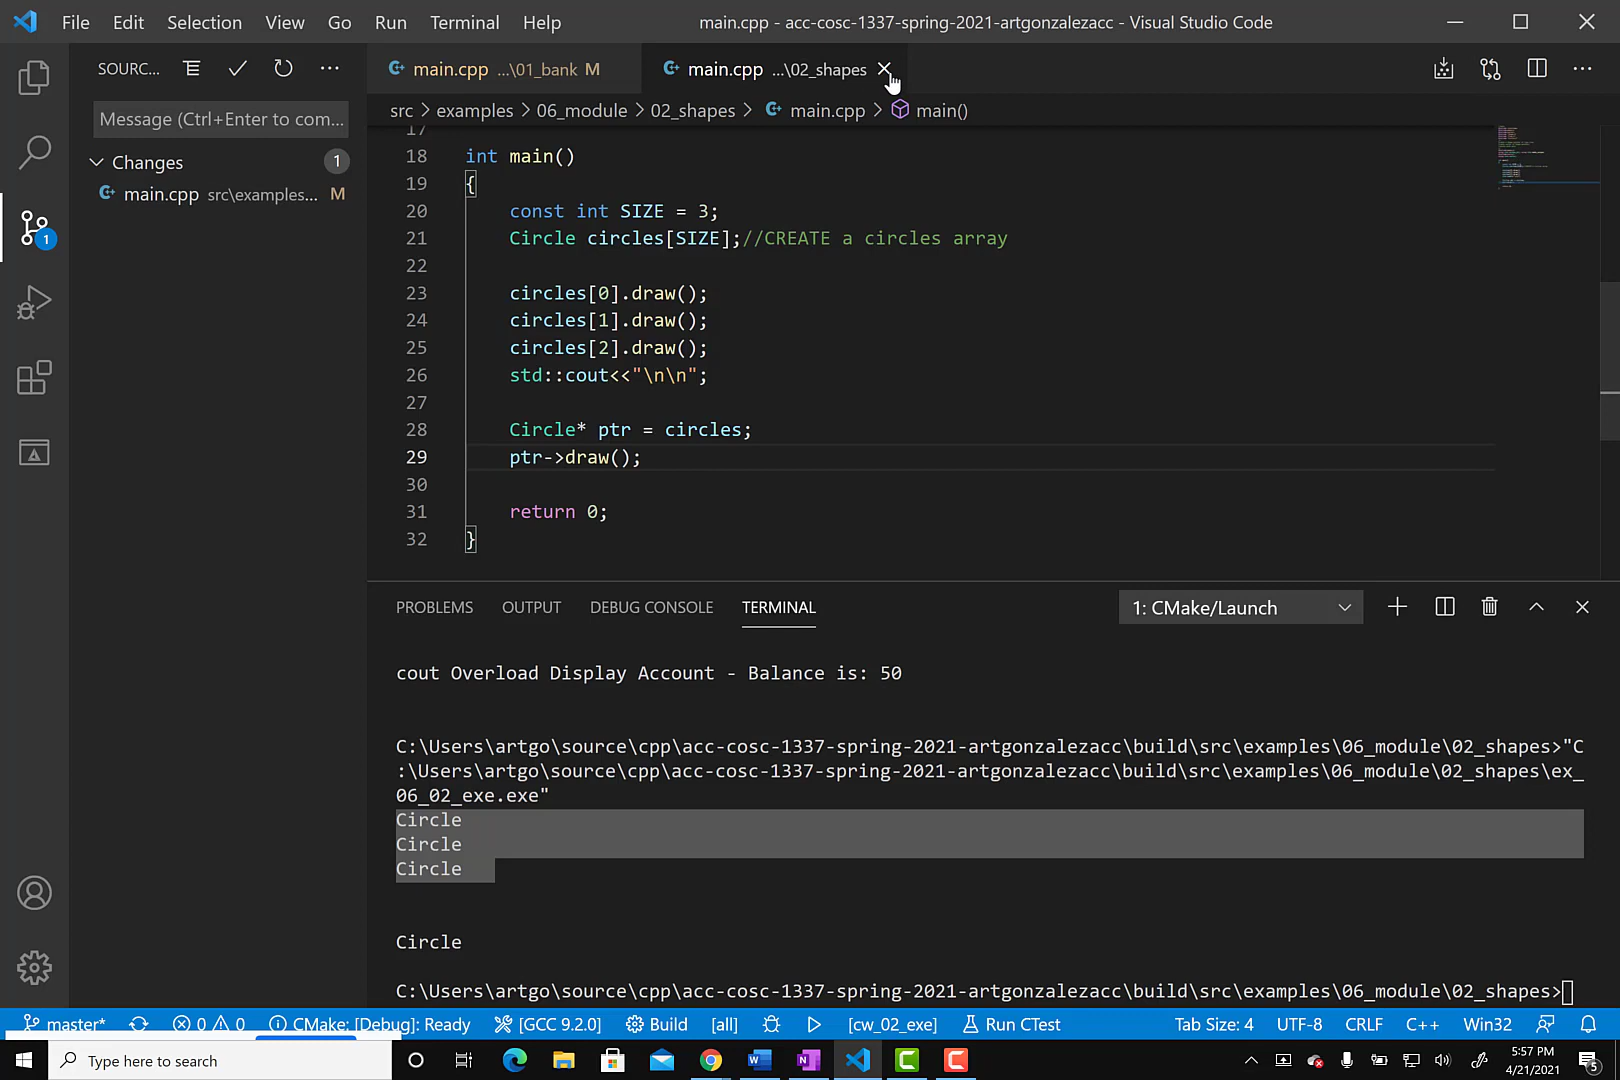 File Edit Selection View Go Run Terminal Help
main.cpp - acc-cosc-1337-spring-2021-artgonzalezacc - Visual Studio Code
SOURC...
main.cpp ...\01_bank M
main.cpp ...\02_shapes
src > examples > 06_module > 02_shapes > main.cpp > main()
Message (Ctrl+Enter to com...
Changes 1
main.cpp src\examples... M
1
17
18 int main()
19 {
20 const int SIZE = 3;
21 Circle circles[SIZE];//CREATE a circles array
22
23 circles[0].draw();
24 circles[1].draw();
25 circles[2].draw();
26 std::cout<<"\n\n";
27
28 Circle* ptr = circles;
29 ptr->draw();
30
31 return 0;
32 }
PROBLEMS OUTPUT DEBUG CONSOLE TERMINAL
1: CMake/Launch
cout Overload Display Account - Balance is: 50
C:\Users\artgo\source\cpp\acc-cosc-1337-spring-2021-artgonzalezacc\build\src\examples\06_module\02_shapes>"C
:\Users\artgo\source\cpp\acc-cosc-1337-spring-2021-artgonzalezacc\build\src\examples\06_module\02_shapes\ex_
06_02_exe.exe"
Circle
Circle
Circle
Circle
C:\Users\artgo\source\cpp\acc-cosc-1337-spring-2021-artgonzalezacc\build\src\examples\06_module\02_shapes>
master* 0 0 CMake: [Debug]: Ready [GCC 9.2.0] Build [all] [cw_02_exe] Run CTest
Tab Size: 4 UTF-8 CRLF C++ Win32
Type here to search
5:57 PM
4/21/2021
5